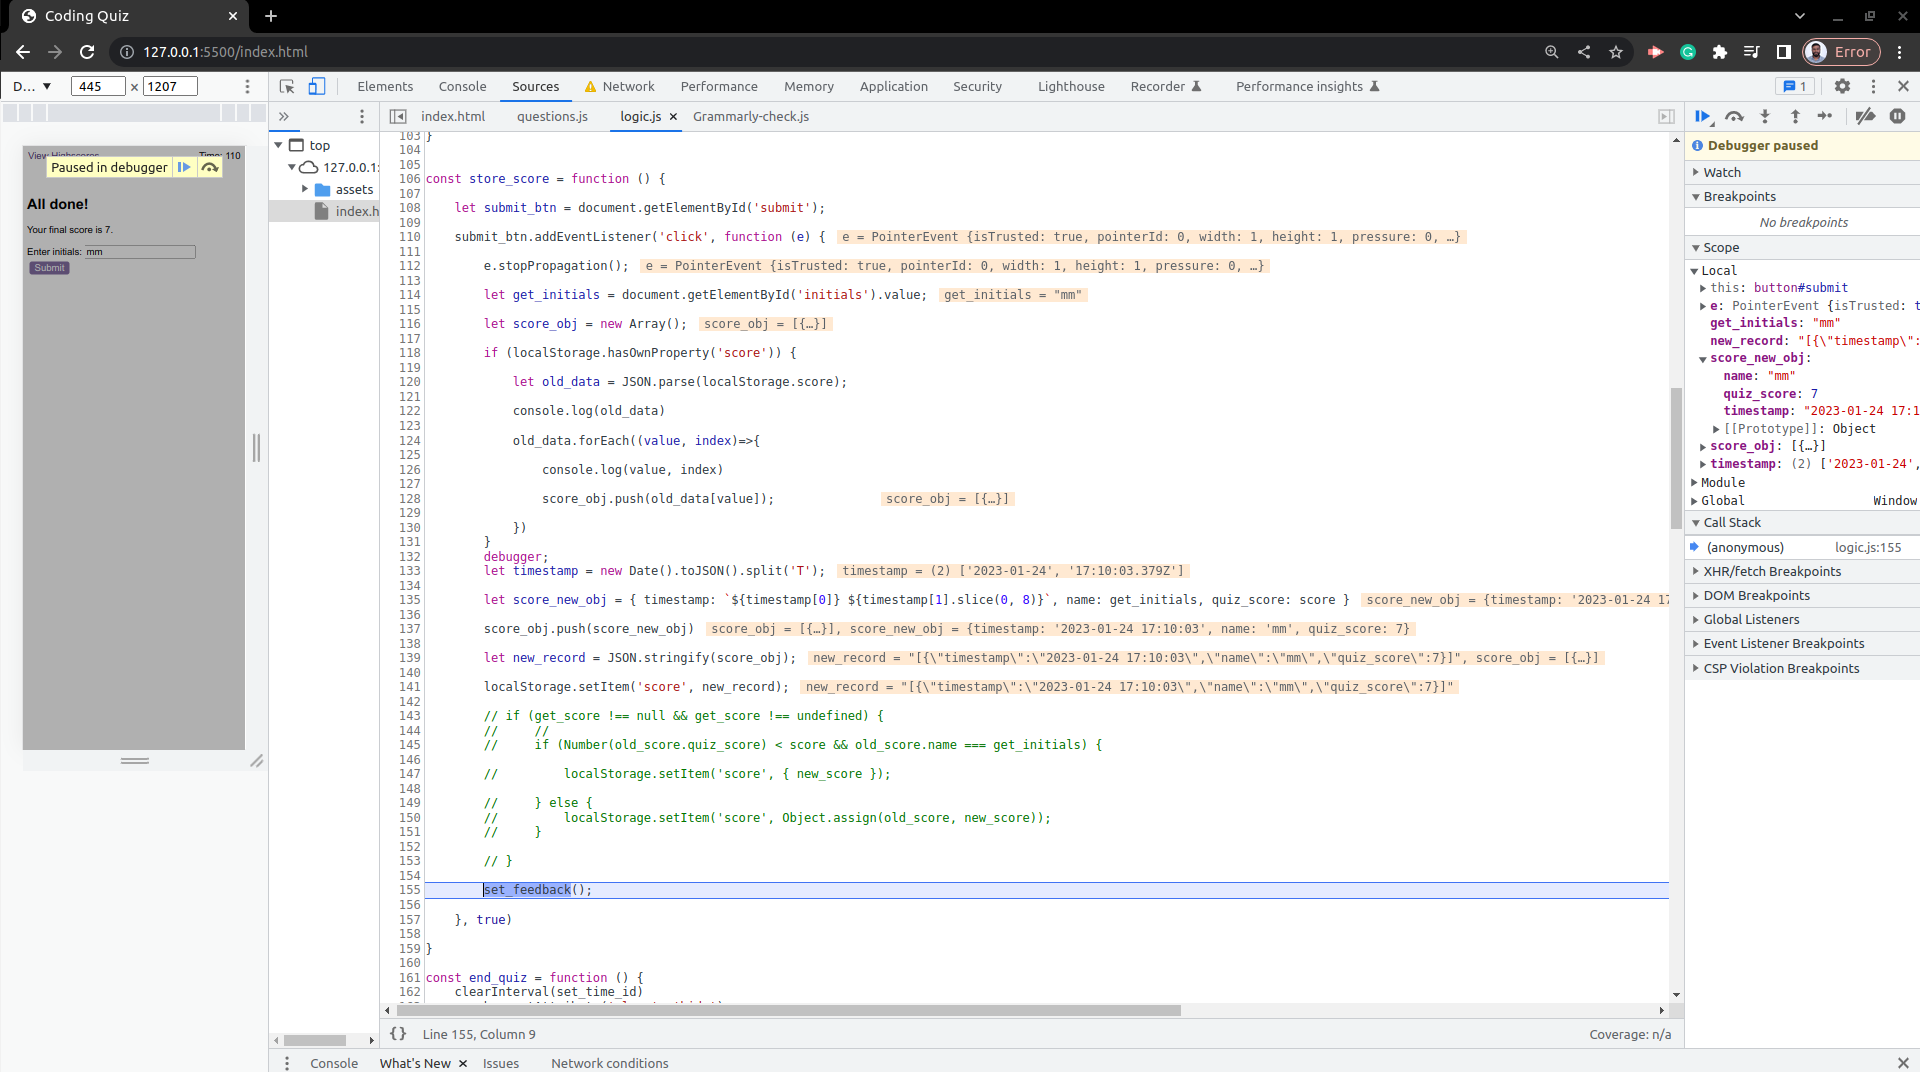 Coding Quiz
127.0.0.1:5500/index.html
Error
D...
445
×
1207
Elements
Console
Sources
Network
Performance
Memory
Application
Security
Lighthouse
Recorder
Performance insights
1
index.html
questions.js
logic.js
Grammarly-check.js
View Highscores
Time: 110
Paused in debugger
All done!
Your final score is 7.
Enter initials: mm
Submit
top
127.0.0.1:
assets
index.h
103 }
104
105
106 const store_score = function () {
107
108 let submit_btn = document.getElementById('submit');
109
110 submit_btn.addEventListener('click', function (e) { e = PointerEvent {isTrusted: true, pointerId: 0, width: 1, height: 1, pressure: 0, …}
111
112 e.stopPropagation(); e = PointerEvent {isTrusted: true, pointerId: 0, width: 1, height: 1, pressure: 0, …}
113
114 let get_initials = document.getElementById('initials').value; get_initials = "mm"
115
116 let score_obj = new Array(); score_obj = [{…}]
117
118 if (localStorage.hasOwnProperty('score')) {
119
120 let old_data = JSON.parse(localStorage.score);
121
122 console.log(old_data)
123
124 old_data.forEach((value, index)=>{
125
126 console.log(value, index)
127
128 score_obj.push(old_data[value]); score_obj = [{…}]
129
130 })
131 }
132 debugger;
133 let timestamp = new Date().toJSON().split('T'); timestamp = (2) ['2023-01-24', '17:10:03.379Z']
134
135 let score_new_obj = { timestamp: `${timestamp[0]} ${timestamp[1].slice(0, 8)}`, name: get_initials, quiz_score: score } score_new_obj = {timestamp: '2023-01-24 17
136
137 score_obj.push(score_new_obj) score_obj = [{…}], score_new_obj = {timestamp: '2023-01-24 17:10:03', name: 'mm', quiz_score: 7}
138
139 let new_record = JSON.stringify(score_obj); new_record = "[{\"timestamp\":\"2023-01-24 17:10:03\",\"name\":\"mm\",\"quiz_score\":7}]", score_obj = [{…}]
140
141 localStorage.setItem('score', new_record); new_record = "[{\"timestamp\":\"2023-01-24 17:10:03\",\"name\":\"mm\",\"quiz_score\":7}]"
142
143 // if (get_score !== null && get_score !== undefined) {
144 // //
145 // if (Number(old_score.quiz_score) < score && old_score.name === get_initials) {
146
147 // localStorage.setItem('score', { new_score });
148
149 // } else {
150 // localStorage.setItem('score', Object.assign(old_score, new_score));
151 // }
152
153 // }
154
155 set_feedback();
156
157 }, true)
158
159 }
160
161 const end_quiz = function () {
162 clearInterval(set_time_id)
{} Line 155, Column 9
Coverage: n/a
Debugger paused
Watch
Breakpoints
No breakpoints
Scope
Local
this: button#submit
e: PointerEvent {isTrusted: t
get_initials: "mm"
new_record: "[{\"timestamp\":
score_new_obj:
name: "mm"
quiz_score: 7
timestamp: "2023-01-24 17:1
[[Prototype]]: Object
score_obj: [{…}]
timestamp: (2) ['2023-01-24',
Module
Global Window
Call Stack
(anonymous) logic.js:155
XHR/fetch Breakpoints
DOM Breakpoints
Global Listeners
Event Listener Breakpoints
CSP Violation Breakpoints
Console
What's New
Issues
Network conditions